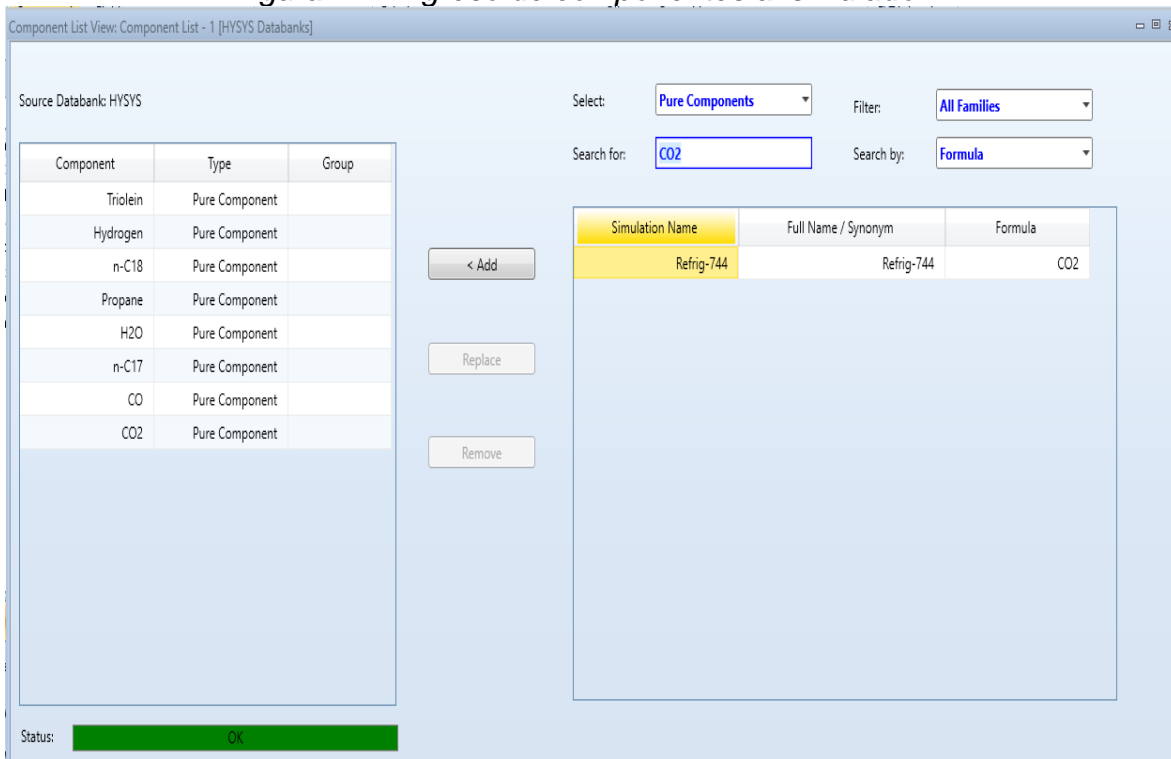 Component List View: Component List - 1 [HYSYS Databanks]
Source Databank: HYSYS
Select: Pure Components Filter: All Families
Search for: CO2 Search by: Formula
Component Type Group
Triolein Pure Component
Hydrogen Pure Component
n-C18 Pure Component
Propane Pure Component
H2O Pure Component
n-C17 Pure Component
CO Pure Component
CO2 Pure Component
< Add
Replace
Remove
Simulation Name Full Name / Synonym Formula
Refrig-744 Refrig-744 CO2
Status: OK